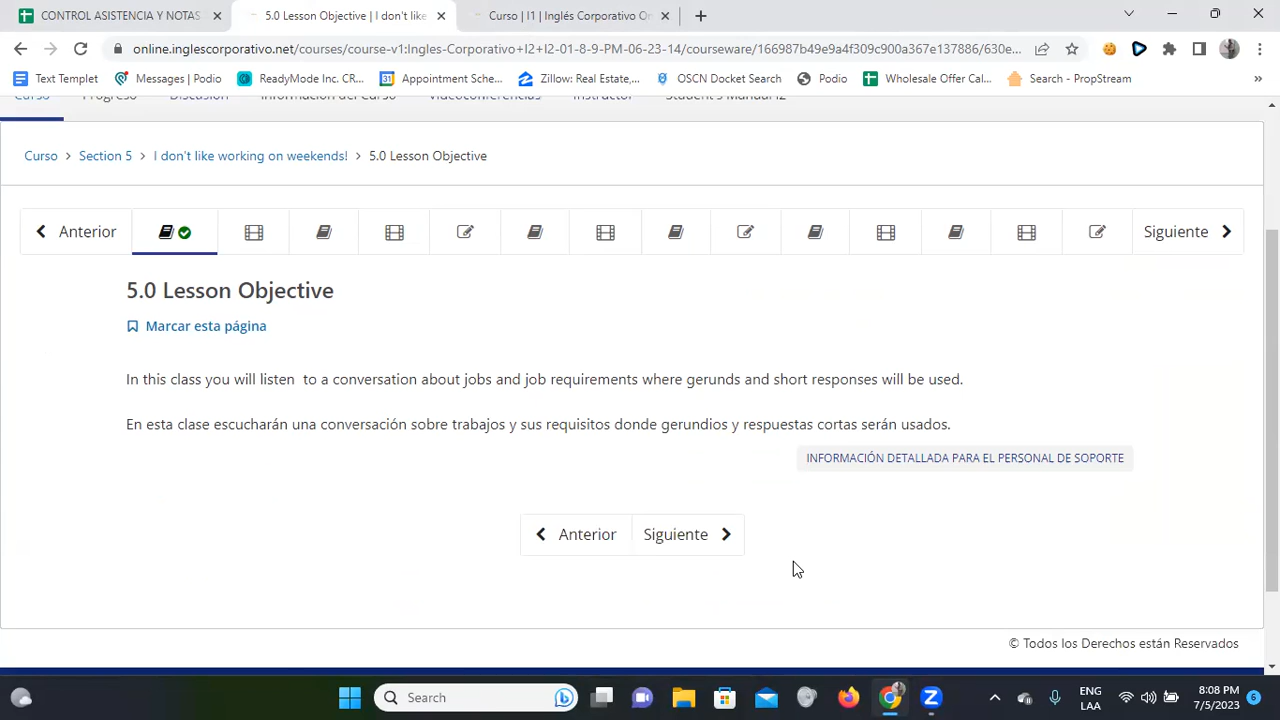 CONTROL ASISTENCIA Y NOTAS
5.0 Lesson Objective | I don't like
Curso | I1 | Inglés Corporativo On
online.inglescorporativo.net/courses/course-v1:Ingles-Corporativo+I2+I2-01-8-9-PM-06-23-14/courseware/166987b49e9a4f309c900a367e137886/630e...
Text Templet
Messages | Podio
ReadyMode Inc. CR...
Appointment Sche...
Zillow: Real Estate,...
OSCN Docket Search
Podio
Wholesale Offer Cal...
Search - PropStream
»
Curso Progreso Discusión Información del Curso Videoconferencias Instructor Student's Manual I2
Curso > Section 5 > I don't like working on weekends! > 5.0 Lesson Objective
Anterior
Siguiente
5.0 Lesson Objective
Marcar esta página
In this class you will listen to a conversation about jobs and job requirements where gerunds and short responses will be used.
En esta clase escucharán una conversación sobre trabajos y sus requisitos donde gerundios y respuestas cortas serán usados.
INFORMACIÓN DETALLADA PARA EL PERSONAL DE SOPORTE
Anterior Siguiente
© Todos los Derechos están Reservados
Search
ENG
LAA
8:08 PM
7/5/2023
6